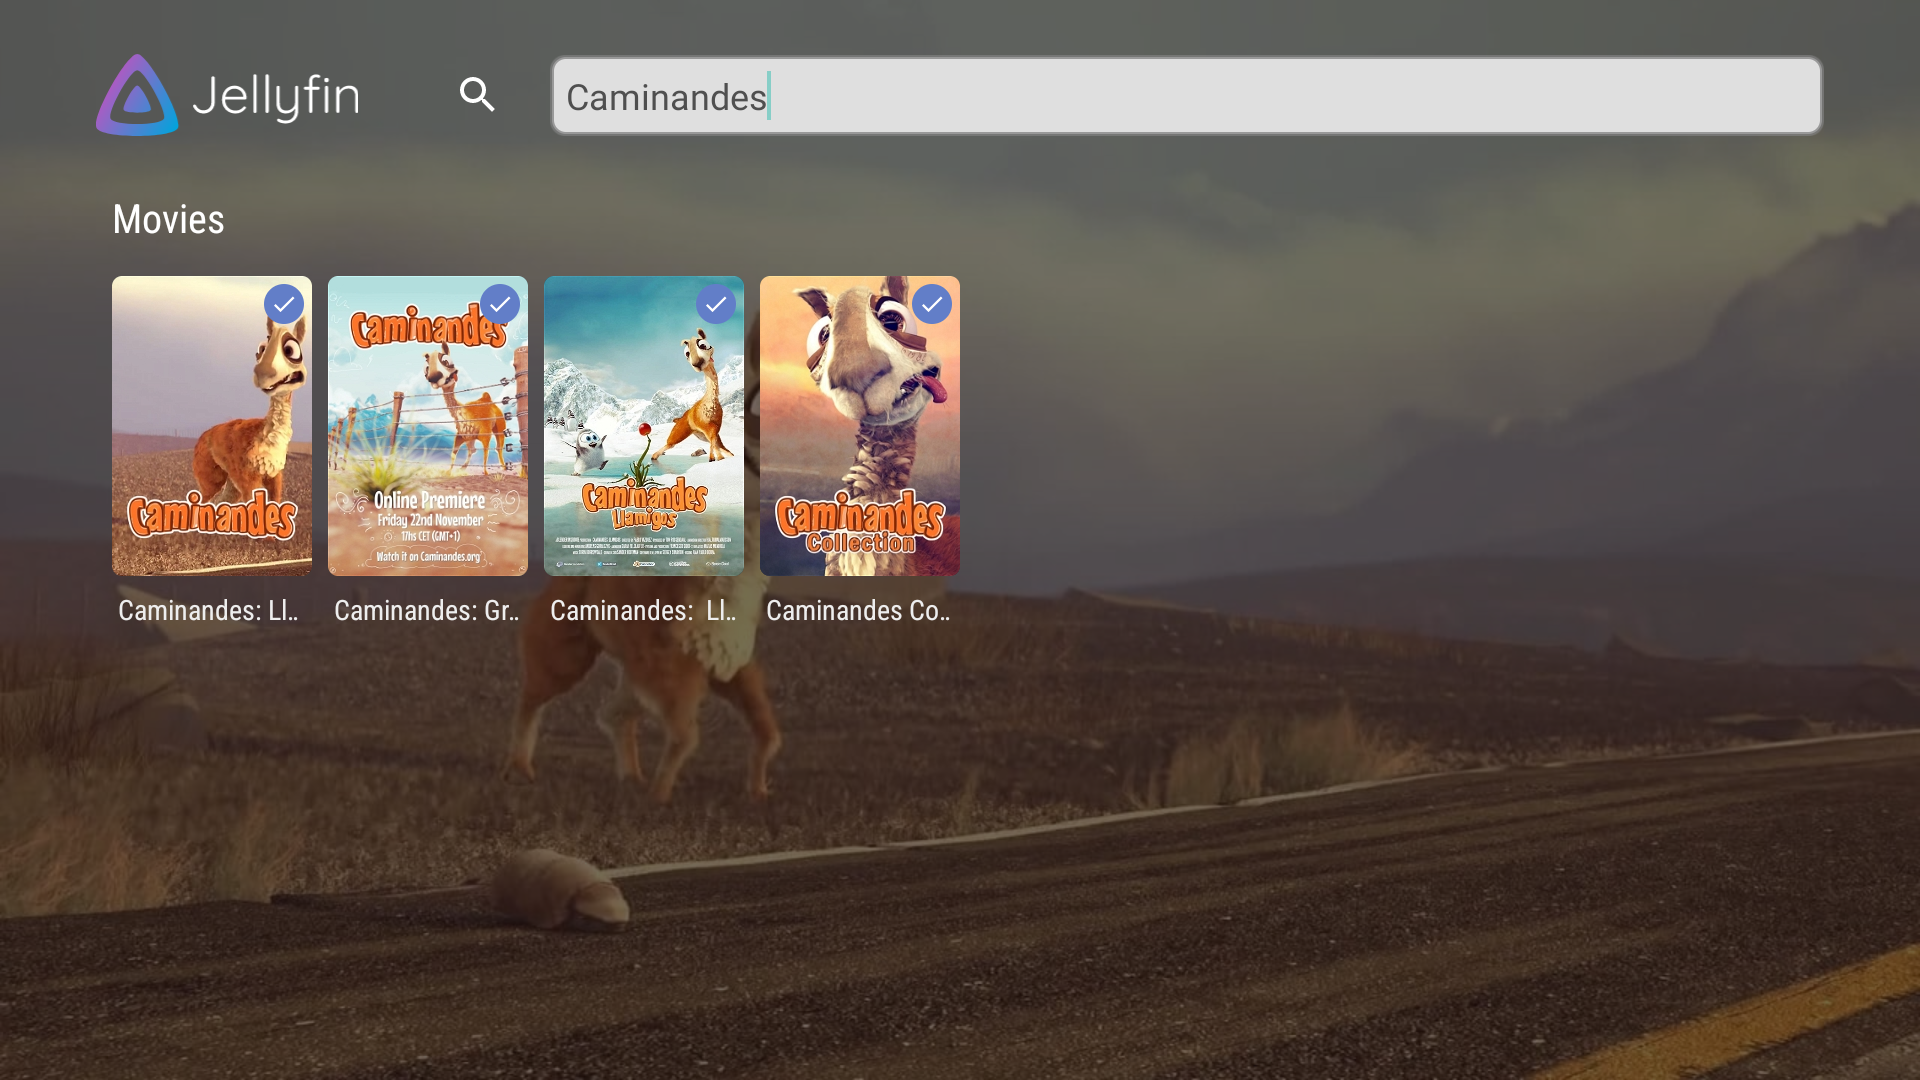 Jellyfin
Caminandes
Movies
Caminandes
Caminandes
Online Premiere
Friday 22nd November
17hs CET (GMT+1)
Watch it on Caminandes.org
Caminandes
Llamigos
Caminandes
Collection
Caminandes: Ll..
Caminandes: Gr..
Caminandes:  Ll..
Caminandes Co..